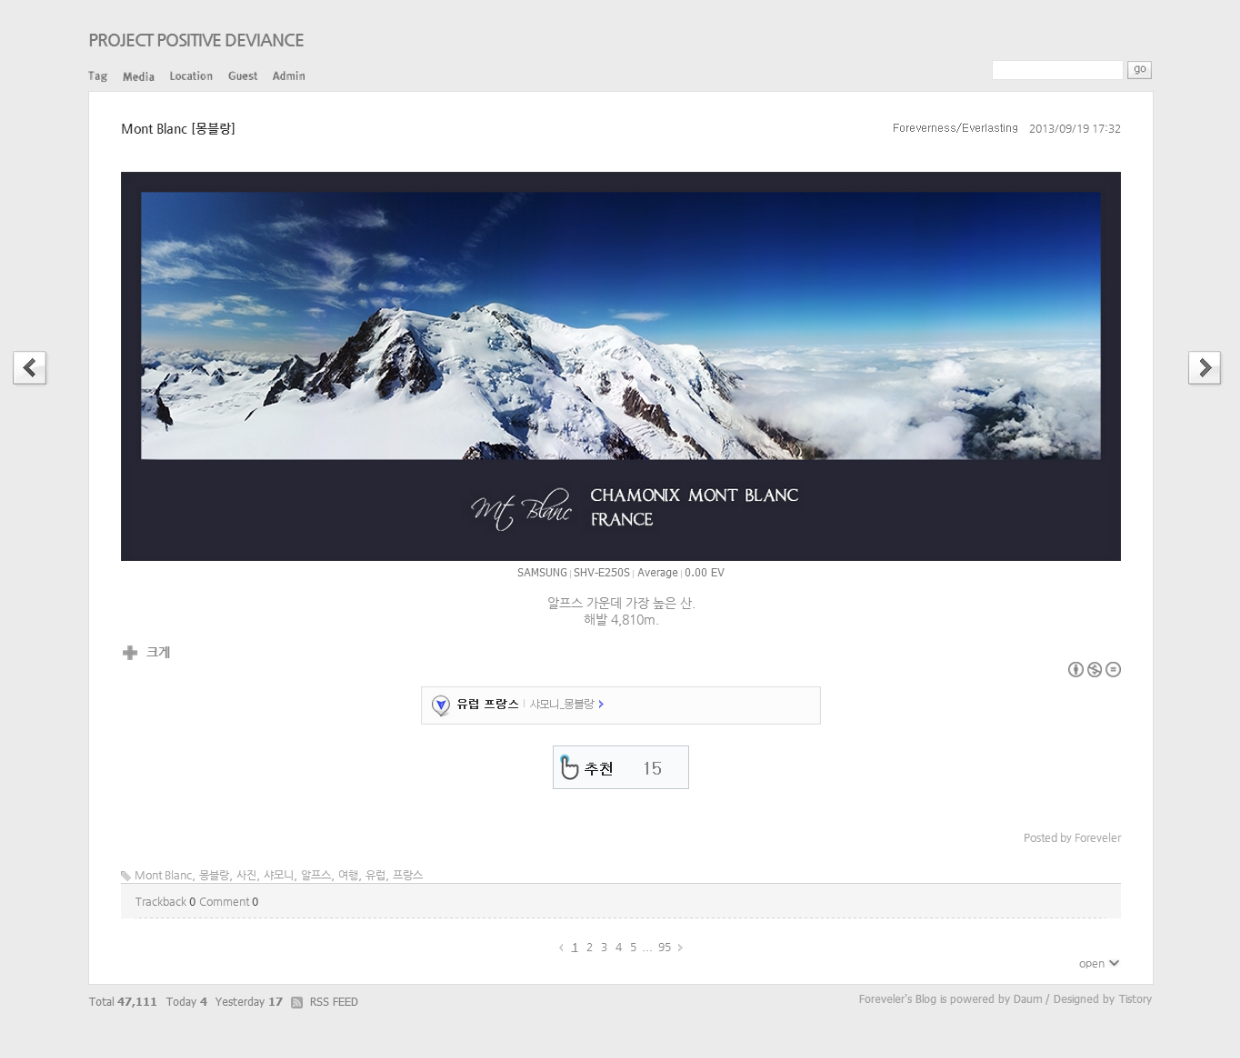 PROJECT POSITIVE DEVIANCE
Tag Media Location Guest Admin
go
Mont Blanc [몽블랑]
Foreverness/Everlasting 2013/09/19 17:32
Mt Blanc
CHAMONIX MONT BLANC
FRANCE
SAMSUNG | SHV-E250S | Average | 0.00 EV
알프스 가운데 가장 높은 산.
해발 4,810m.
크게
유럽 프랑스 | 샤모니_몽블랑
추천 15
Posted by Foreveler
Mont Blanc, 몽블랑, 사진, 샤모니, 알프스, 여행, 유럽, 프랑스
Trackback 0 Comment 0
1 2 3 4 5 ... 95
open
Total 47,111 Today 4 Yesterday 17 RSS FEED
Foreveler's Blog is powered by Daum / Designed by Tistory